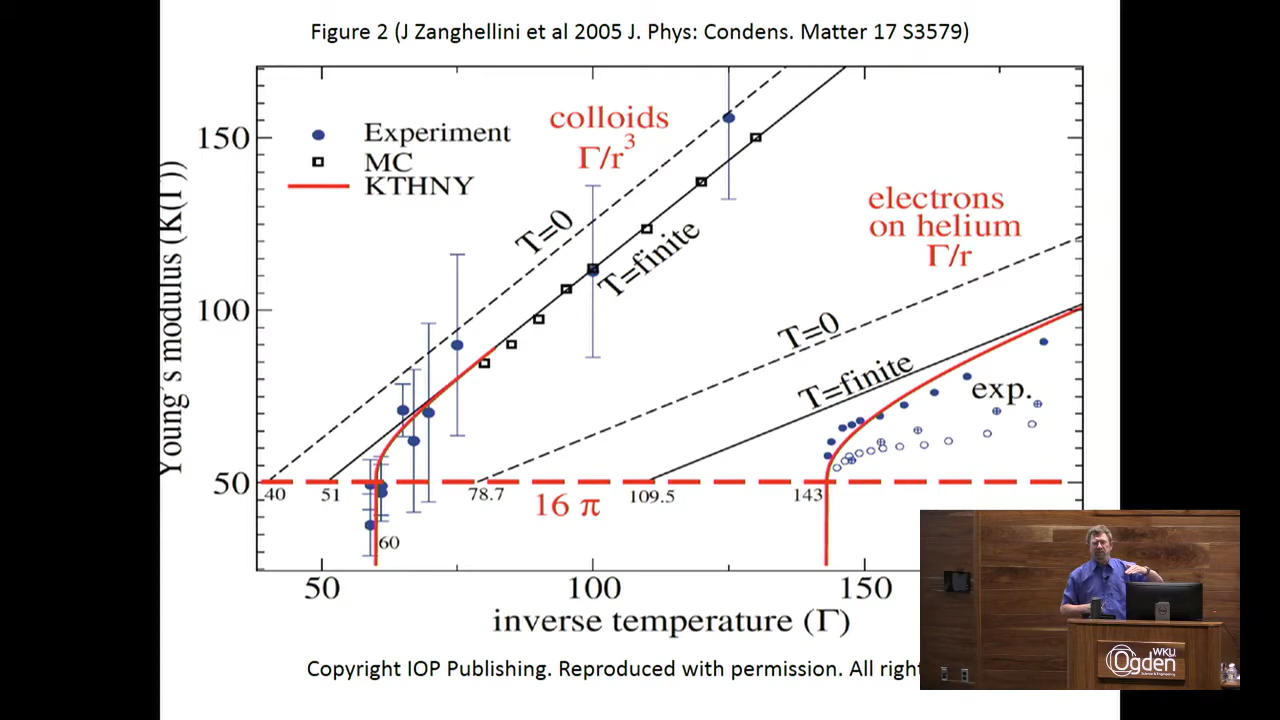 Figure 2 (J Zanghellini et al 2005 J. Phys: Condens. Matter 17 S3579)
150
100
50
Young's modulus (K(Γ))
Experiment
MC
KTHNY
colloids
Γ/r³
T=0
T=finite
electrons
on helium
Γ/r
T=0
T=finite
exp.
40
51
78.7
16 π
109.5
143
60
50
100
150
inverse temperature (Γ)
Copyright IOP Publishing. Reproduced with permission. All
WKU
Ogden
Science & Engineering